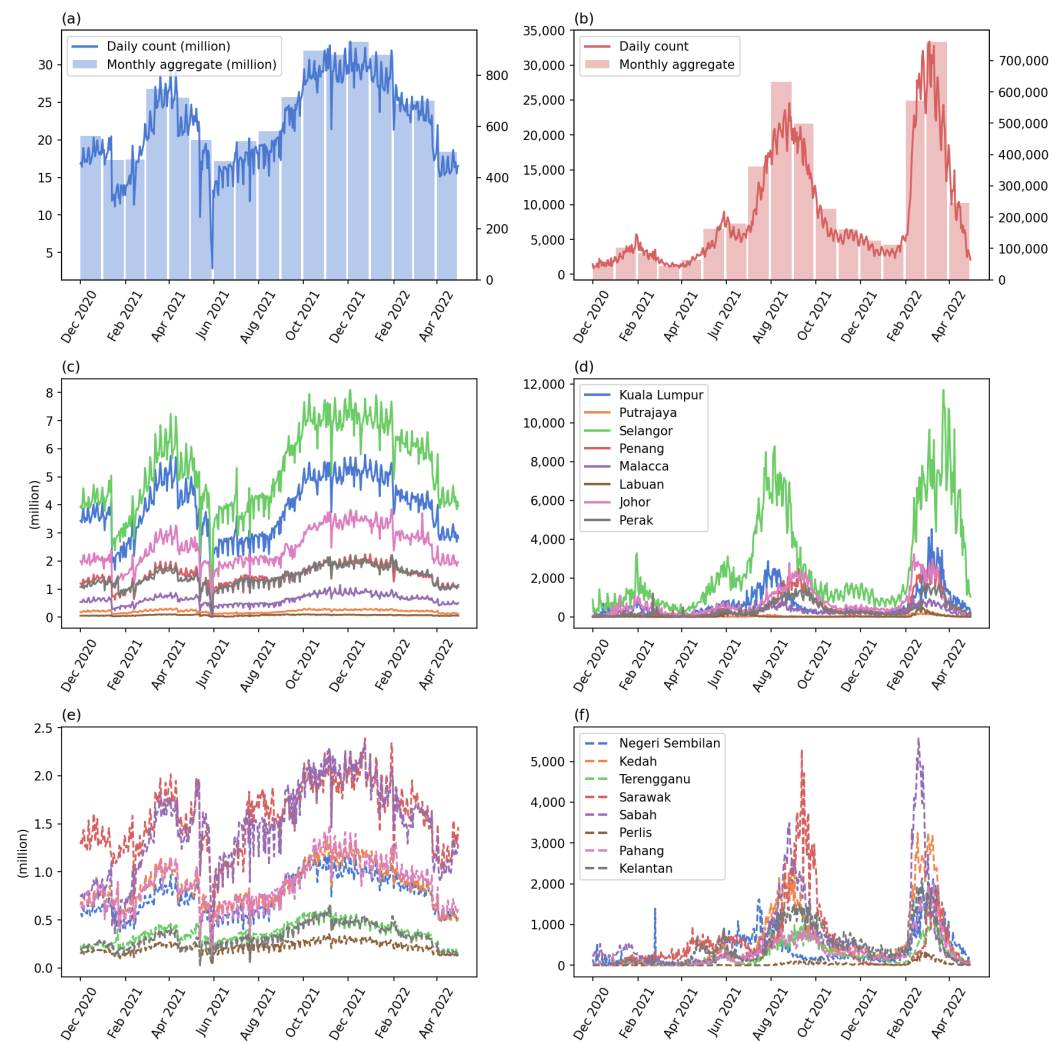 (a)
Daily count (million)
Monthly aggregate (million)
30
25
20
15
10
5
800
600
400
200
0
Dec 2020
Feb 2021
Apr 2021
Jun 2021
Aug 2021
Oct 2021
Dec 2021
Feb 2022
Apr 2022
(b)
Daily count
Monthly aggregate
35,000
30,000
25,000
20,000
15,000
10,000
5,000
0
700,000
600,000
500,000
400,000
300,000
200,000
100,000
0
Dec 2020
Feb 2021
Apr 2021
Jun 2021
Aug 2021
Oct 2021
Dec 2021
Feb 2022
Apr 2022
(c)
(million)
8
7
6
5
4
3
2
1
0
Dec 2020
Feb 2021
Apr 2021
Jun 2021
Aug 2021
Oct 2021
Dec 2021
Feb 2022
Apr 2022
(d)
Kuala Lumpur
Putrajaya
Selangor
Penang
Malacca
Labuan
Johor
Perak
12,000
10,000
8,000
6,000
4,000
2,000
0
Dec 2020
Feb 2021
Apr 2021
Jun 2021
Aug 2021
Oct 2021
Dec 2021
Feb 2022
Apr 2022
(e)
(million)
2.5
2.0
1.5
1.0
0.5
0.0
Dec 2020
Feb 2021
Apr 2021
Jun 2021
Aug 2021
Oct 2021
Dec 2021
Feb 2022
Apr 2022
(f)
Negeri Sembilan
Kedah
Terengganu
Sarawak
Sabah
Perlis
Pahang
Kelantan
5,000
4,000
3,000
2,000
1,000
0
Dec 2020
Feb 2021
Apr 2021
Jun 2021
Aug 2021
Oct 2021
Dec 2021
Feb 2022
Apr 2022